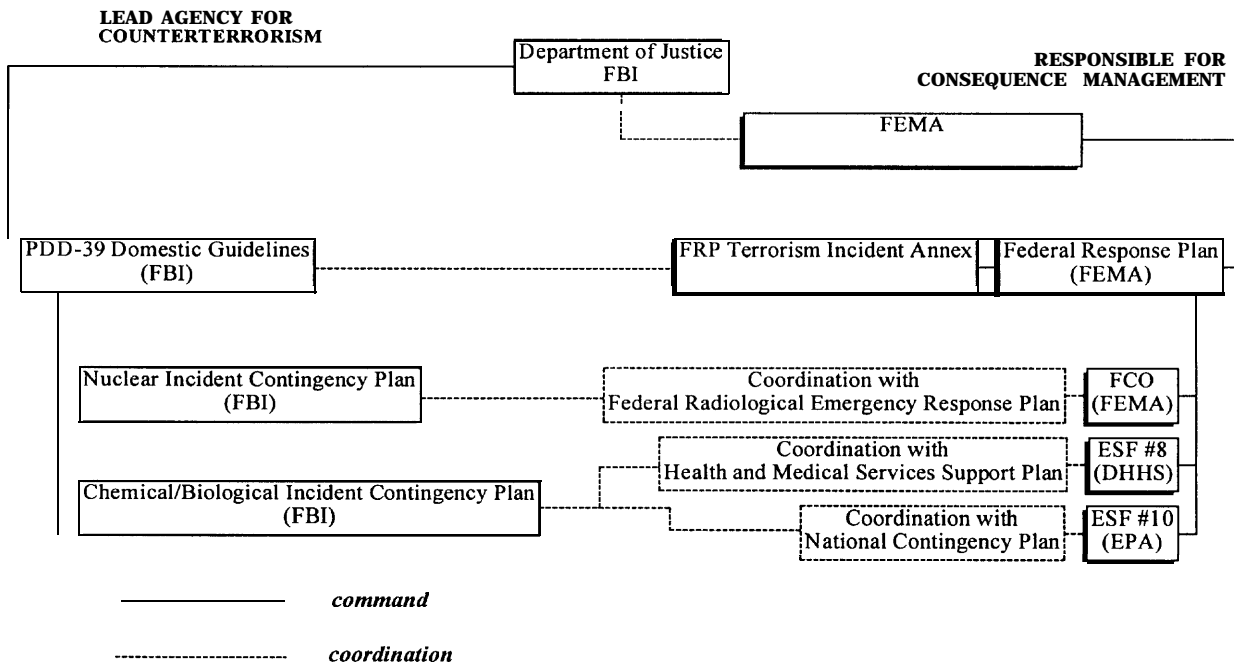 LEAD AGENCY FOR
COUNTERTERRORISM
Department of Justice
FBI
RESPONSIBLE FOR
CONSEQUENCE MANAGEMENT
FEMA
PDD-39 Domestic Guidelines
(FBI)
FRP Terrorism Incident Annex
Federal Response Plan
(FEMA)
Nuclear Incident Contingency Plan
(FBI)
Coordination with
Federal Radiological Emergency Response Plan
FCO
(FEMA)
Coordination with
Health and Medical Services Support Plan
ESF #8
(DHHS)
Chemical/Biological Incident Contingency Plan
(FBI)
Coordination with
National Contingency Plan
ESF #10
(EPA)
command
coordination